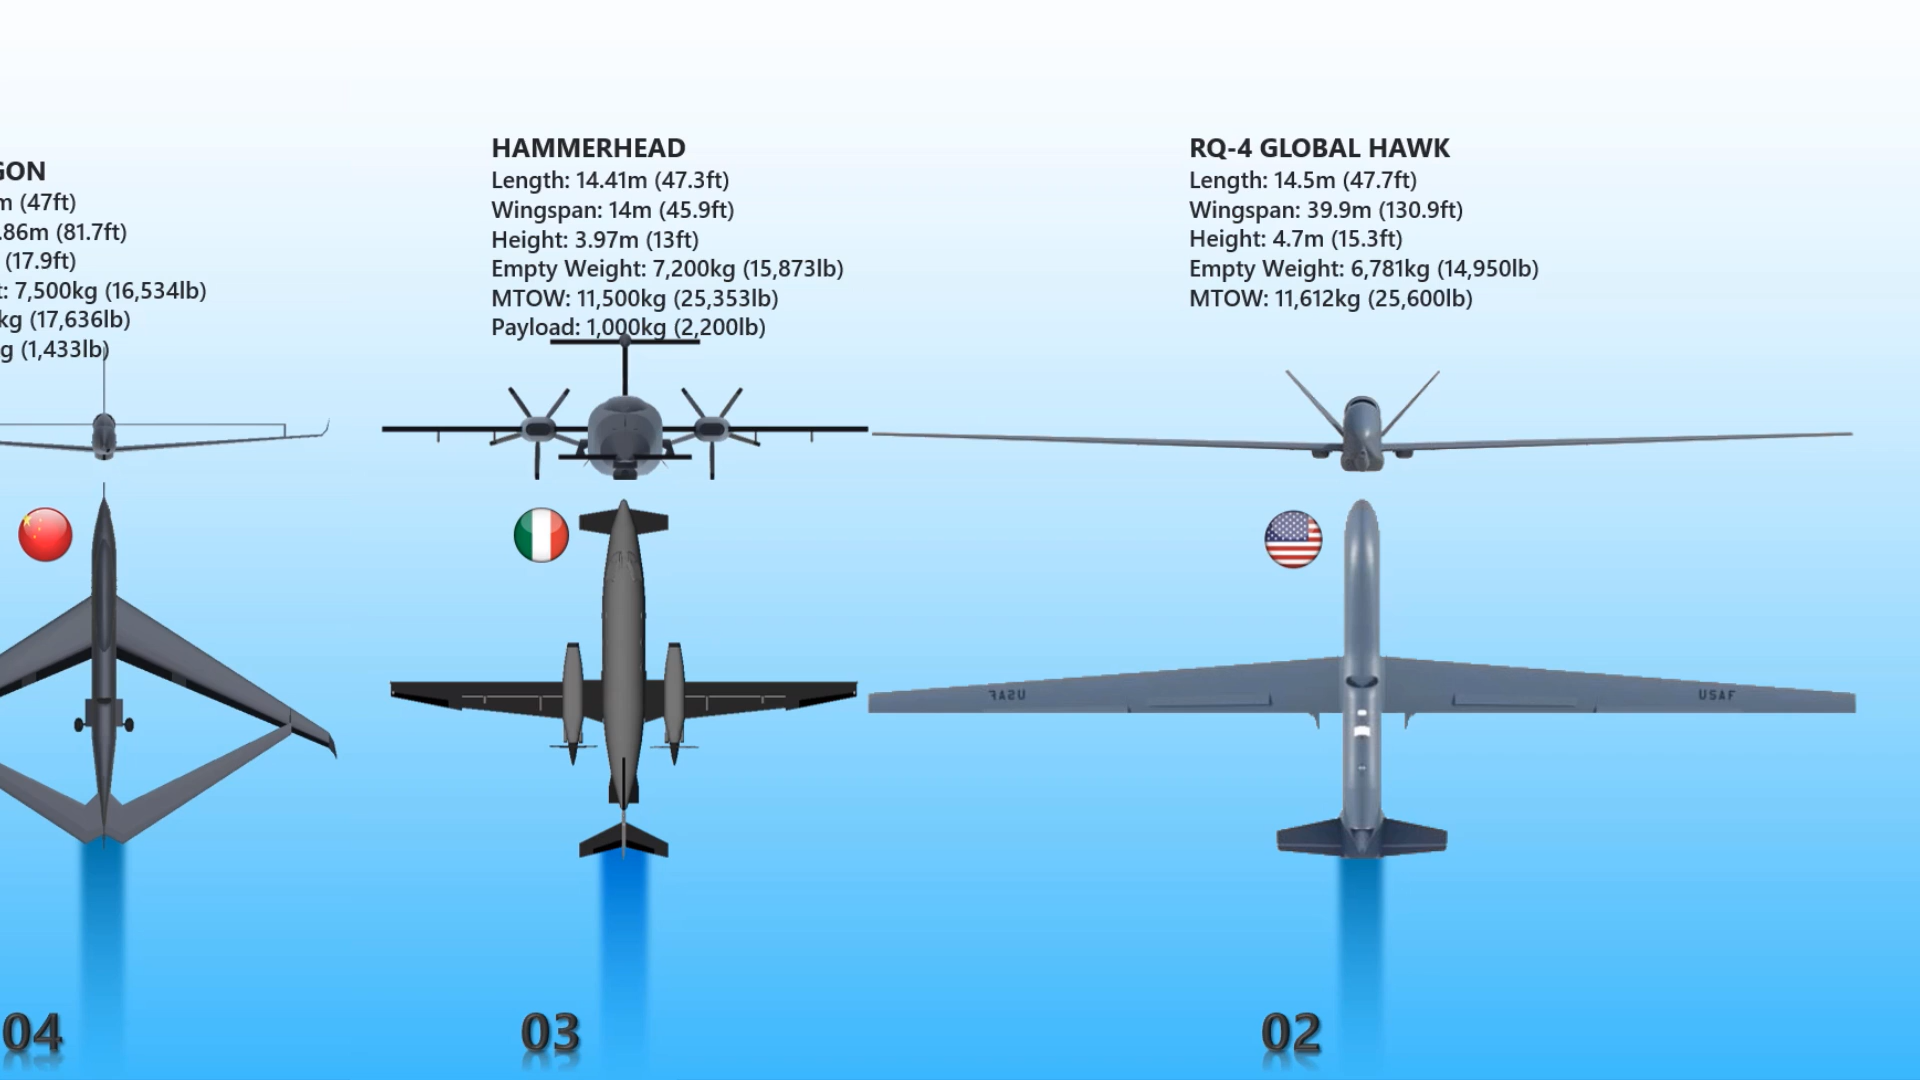 GON
m (47ft)
.86m (81.7ft)
(17.9ft)
t: 7,500kg (16,534lb)
kg (17,636lb)
g (1,433lb)
HAMMERHEAD
Length: 14.41m (47.3ft)
Wingspan: 14m (45.9ft)
Height: 3.97m (13ft)
Empty Weight: 7,200kg (15,873lb)
MTOW: 11,500kg (25,353lb)
Payload: 1,000kg (2,200lb)
RQ-4 GLOBAL HAWK
Length: 14.5m (47.7ft)
Wingspan: 39.9m (130.9ft)
Height: 4.7m (15.3ft)
Empty Weight: 6,781kg (14,950lb)
MTOW: 11,612kg (25,600lb)
USAF
USAF
04
03
02